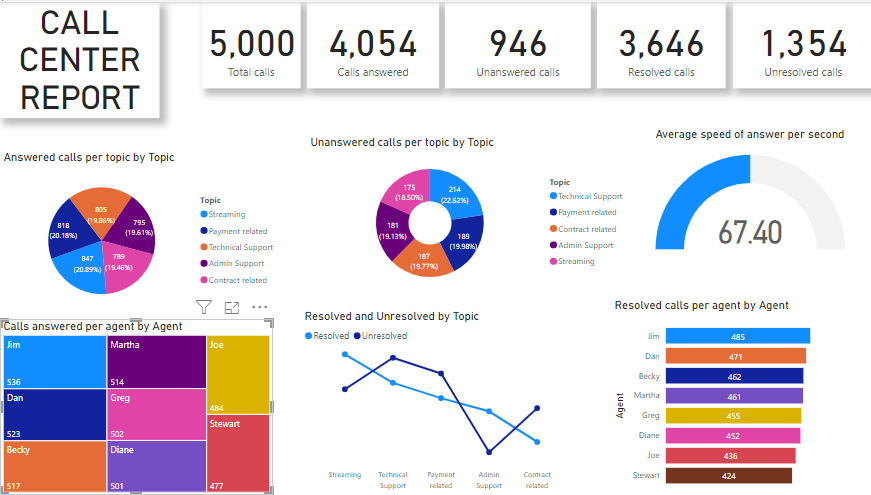 CALL
CENTER
REPORT
5,000
Total calls
4,054
Calls answered
946
Unanswered calls
3,646
Resolved calls
1,354
Unresolved calls
Answered calls per topic by Topic
805
(19.86%)
795
(19.61%)
818
(20.18%)
847
(20.89%)
789
(19.46%)
Topic
Streaming
Payment related
Technical Support
Admin Support
Contract related
Unanswered calls per topic by Topic
175
(18.50%)
214
(22.62%)
181
(19.13%)
189
(19.98%)
187
(19.77%)
Topic
Technical Support
Payment related
Contract related
Admin Support
Streaming
Average speed of answer per second
67.40
Calls answered per agent by Agent
Jim
536
Martha
514
Joe
484
Dan
523
Greg
502
Stewart
477
Becky
517
Diane
501
Resolved and Unresolved by Topic
Resolved Unresolved
Streaming
Technical
Support
Payment
related
Admin
Support
Contract
related
Resolved calls per agent by Agent
Agent
Jim 485
Dan 471
Becky 462
Martha 461
Greg 455
Diane 452
Joe 436
Stewart 424